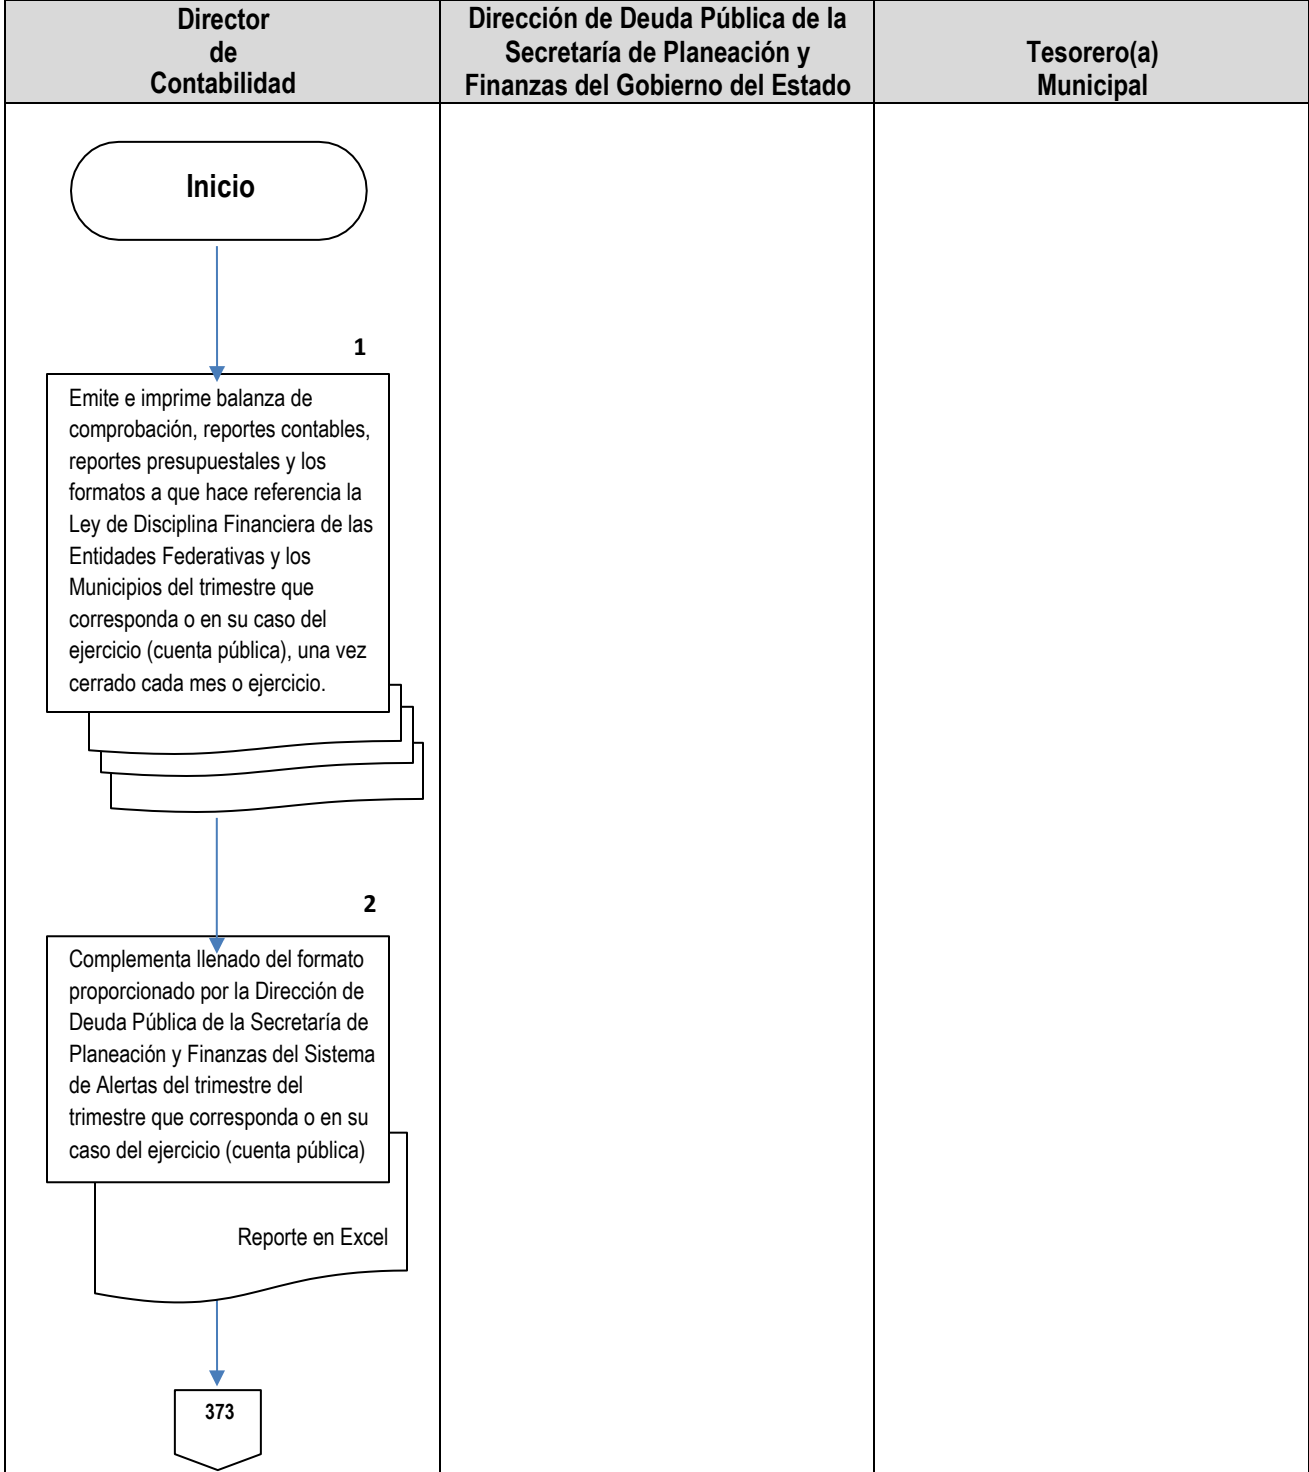 Director
de
Contabilidad
Dirección de Deuda Pública de la
Secretaría de Planeación y
Finanzas del Gobierno del Estado
Tesorero(a)
Municipal
Inicio
1
Emite e imprime balanza de
comprobación, reportes contables,
reportes presupuestales y los
formatos a que hace referencia la
Ley de Disciplina Financiera de las
Entidades Federativas y los
Municipios del trimestre que
corresponda o en su caso del
ejercicio (cuenta pública), una vez
cerrado cada mes o ejercicio.
2
Complementa llenado del formato
proporcionado por la Dirección de
Deuda Pública de la Secretaría de
Planeación y Finanzas del Sistema
de Alertas del trimestre del
trimestre que corresponda o en su
caso del ejercicio (cuenta pública)
Reporte en Excel
373